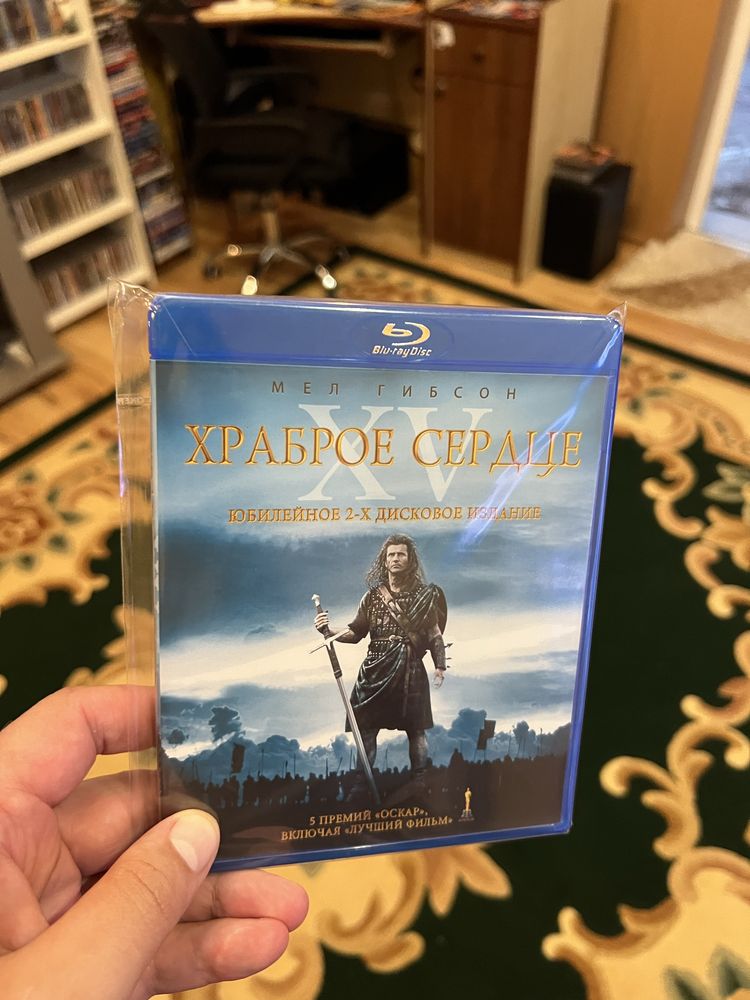 Blu-ray Disc
МЕЛ ГИБСОН
XV
ХРАБРОЕ СЕРДЦЕ
ЮБИЛЕЙНОЕ 2-Х ДИСКОВОЕ ИЗДАНИЕ
5 ПРЕМИЙ «ОСКАР»,
ВКЛЮЧАЯ «ЛУЧШИЙ ФИЛЬМ»